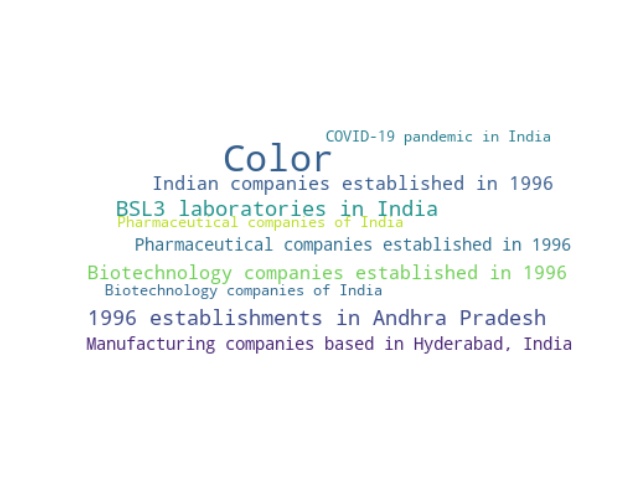 COVID-19 pandemic in India
Color
Indian companies established in 1996
BSL3 laboratories in India
Pharmaceutical companies of India
Pharmaceutical companies established in 1996
Biotechnology companies established in 1996
Biotechnology companies of India
1996 establishments in Andhra Pradesh
Manufacturing companies based in Hyderabad, India